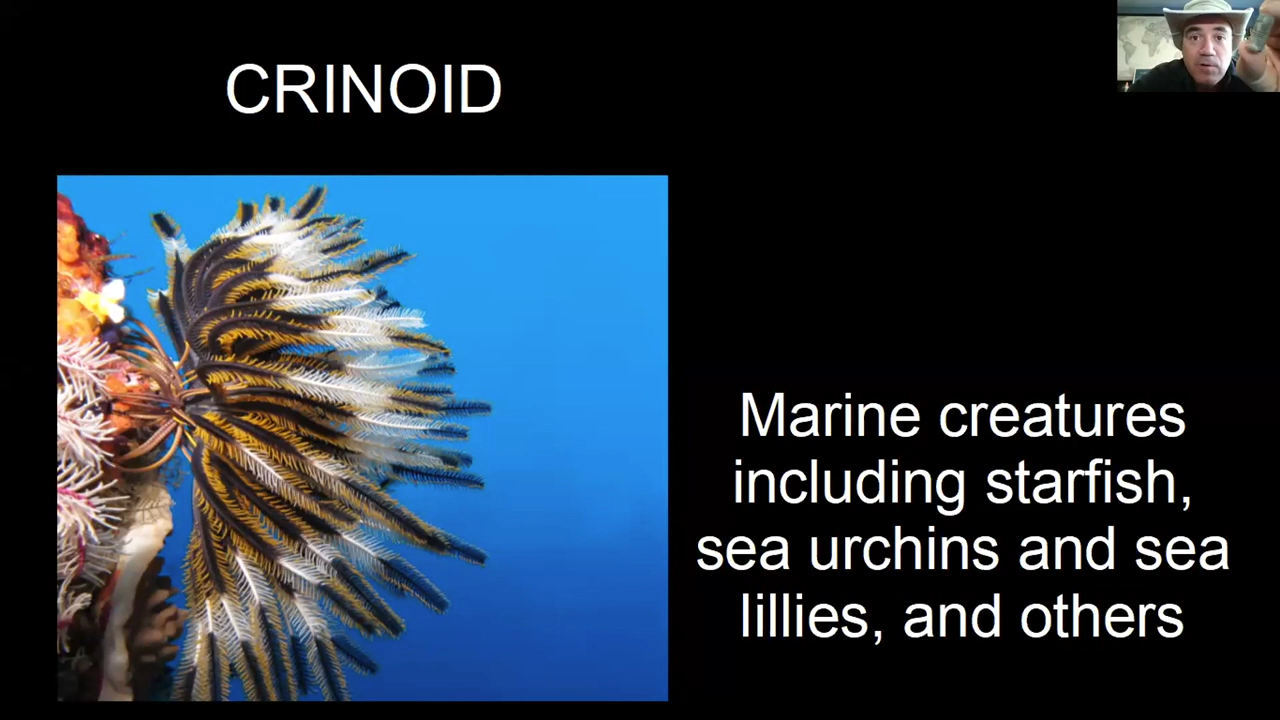 CRINOID
Marine creatures
including starfish,
sea urchins and sea
lillies, and others